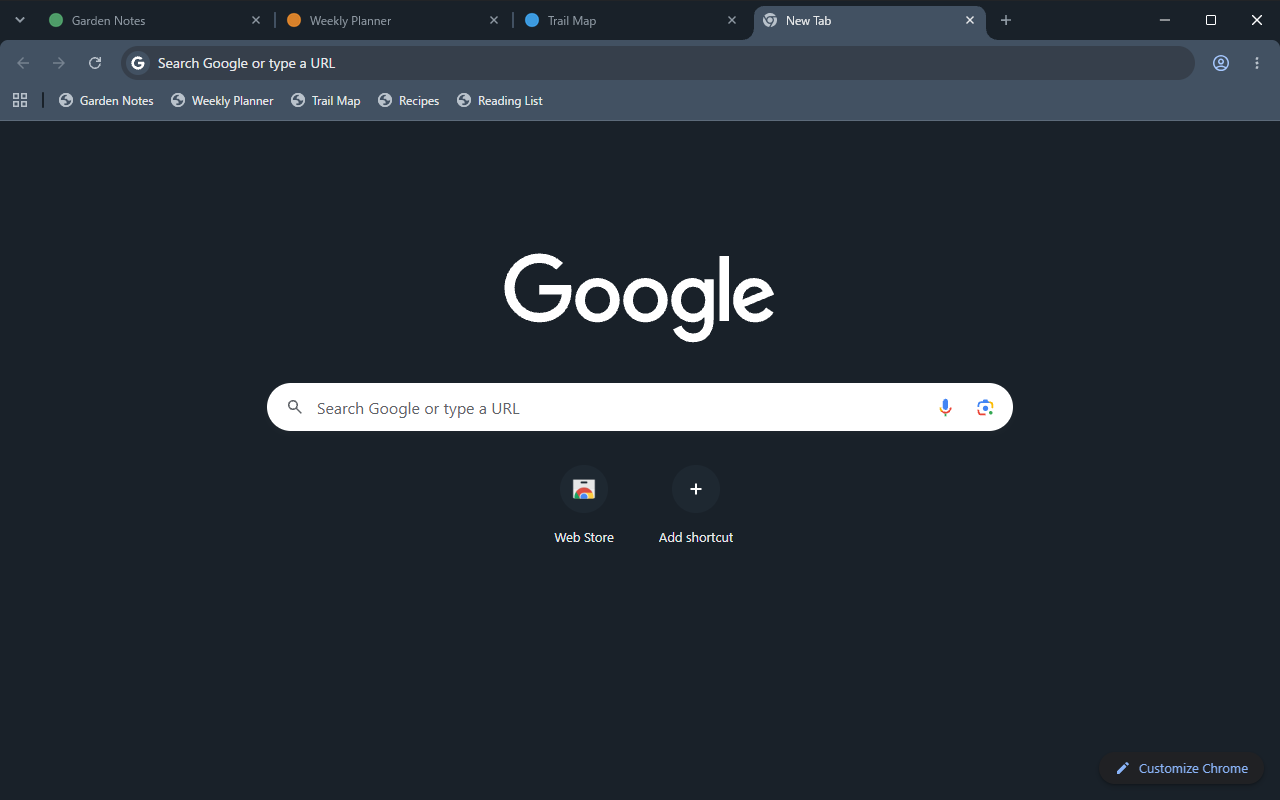 Garden Notes
Weekly Planner
Trail Map
New Tab
Search Google or type a URL
Garden Notes
Weekly Planner
Trail Map
Recipes
Reading List
Google
Search Google or type a URL
Web Store
Add shortcut
Customize Chrome